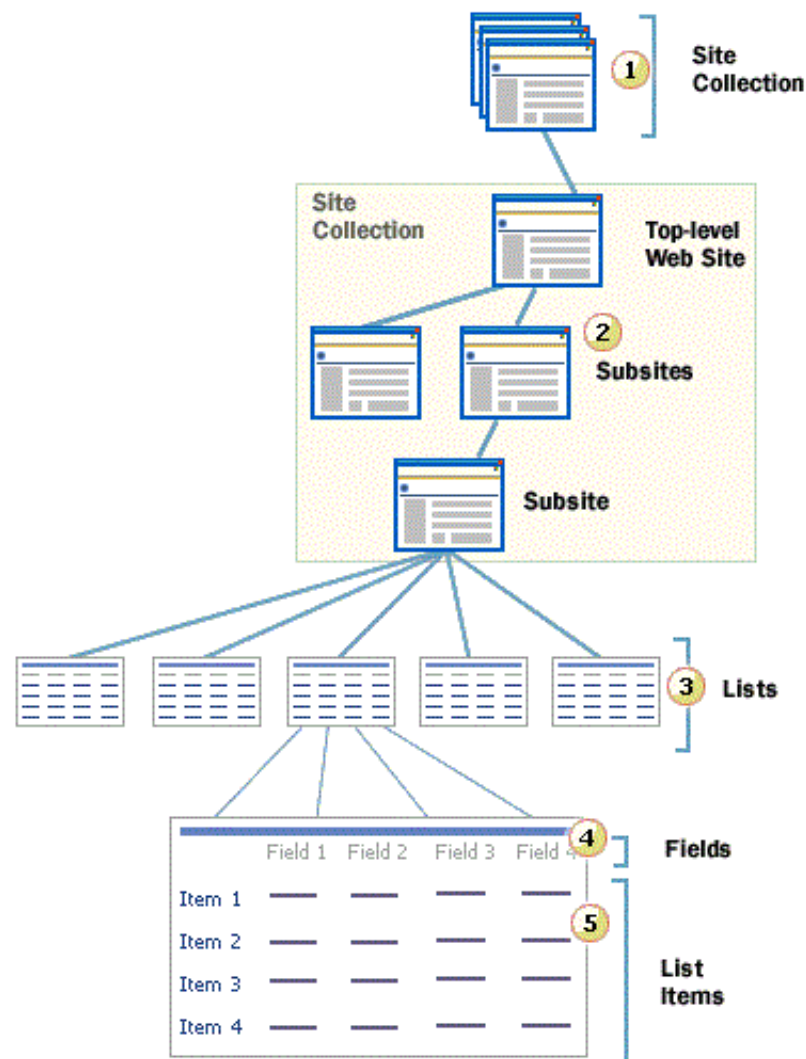 1
Site
Collection
Site
Collection
Top-level
Web Site
2
Subsites
Subsite
3
Lists
4
Field 1 Field 2 Field 3 Field 4
Fields
Item 1
5
Item 2
List
Items
Item 3
Item 4